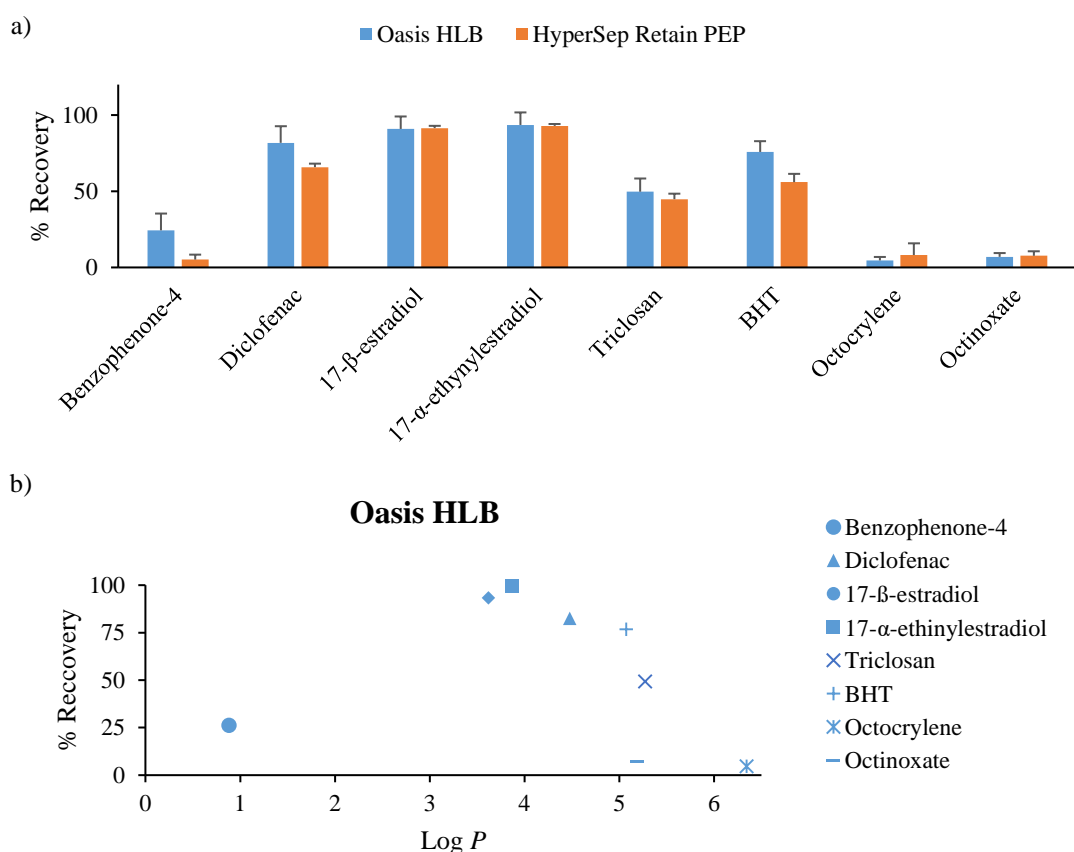 a)
Oasis HLB HyperSep Retain PEP
% Recovery
100
50
0
Benzophenone-4
Diclofenac
17-β-estradiol
17-α-ethynylestradiol
Triclosan
BHT
Octocrylene
Octinoxate
b)
Oasis HLB
% Reccovery
100
75
50
25
0
0 1 2 3 4 5 6
Log P
Benzophenone-4
Diclofenac
17-ß-estradiol
17-α-ethinylestradiol
Triclosan
BHT
Octocrylene
Octinoxate